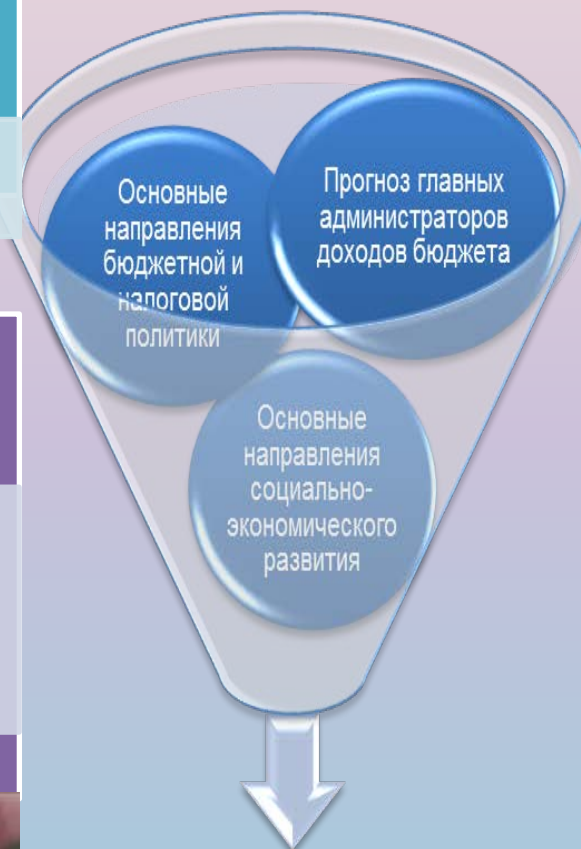 Основные
направления
бюджетной и
налоговой
политики
Прогноз главных
администраторов
доходов бюджета
Основные
направления
социально-
экономического
развития